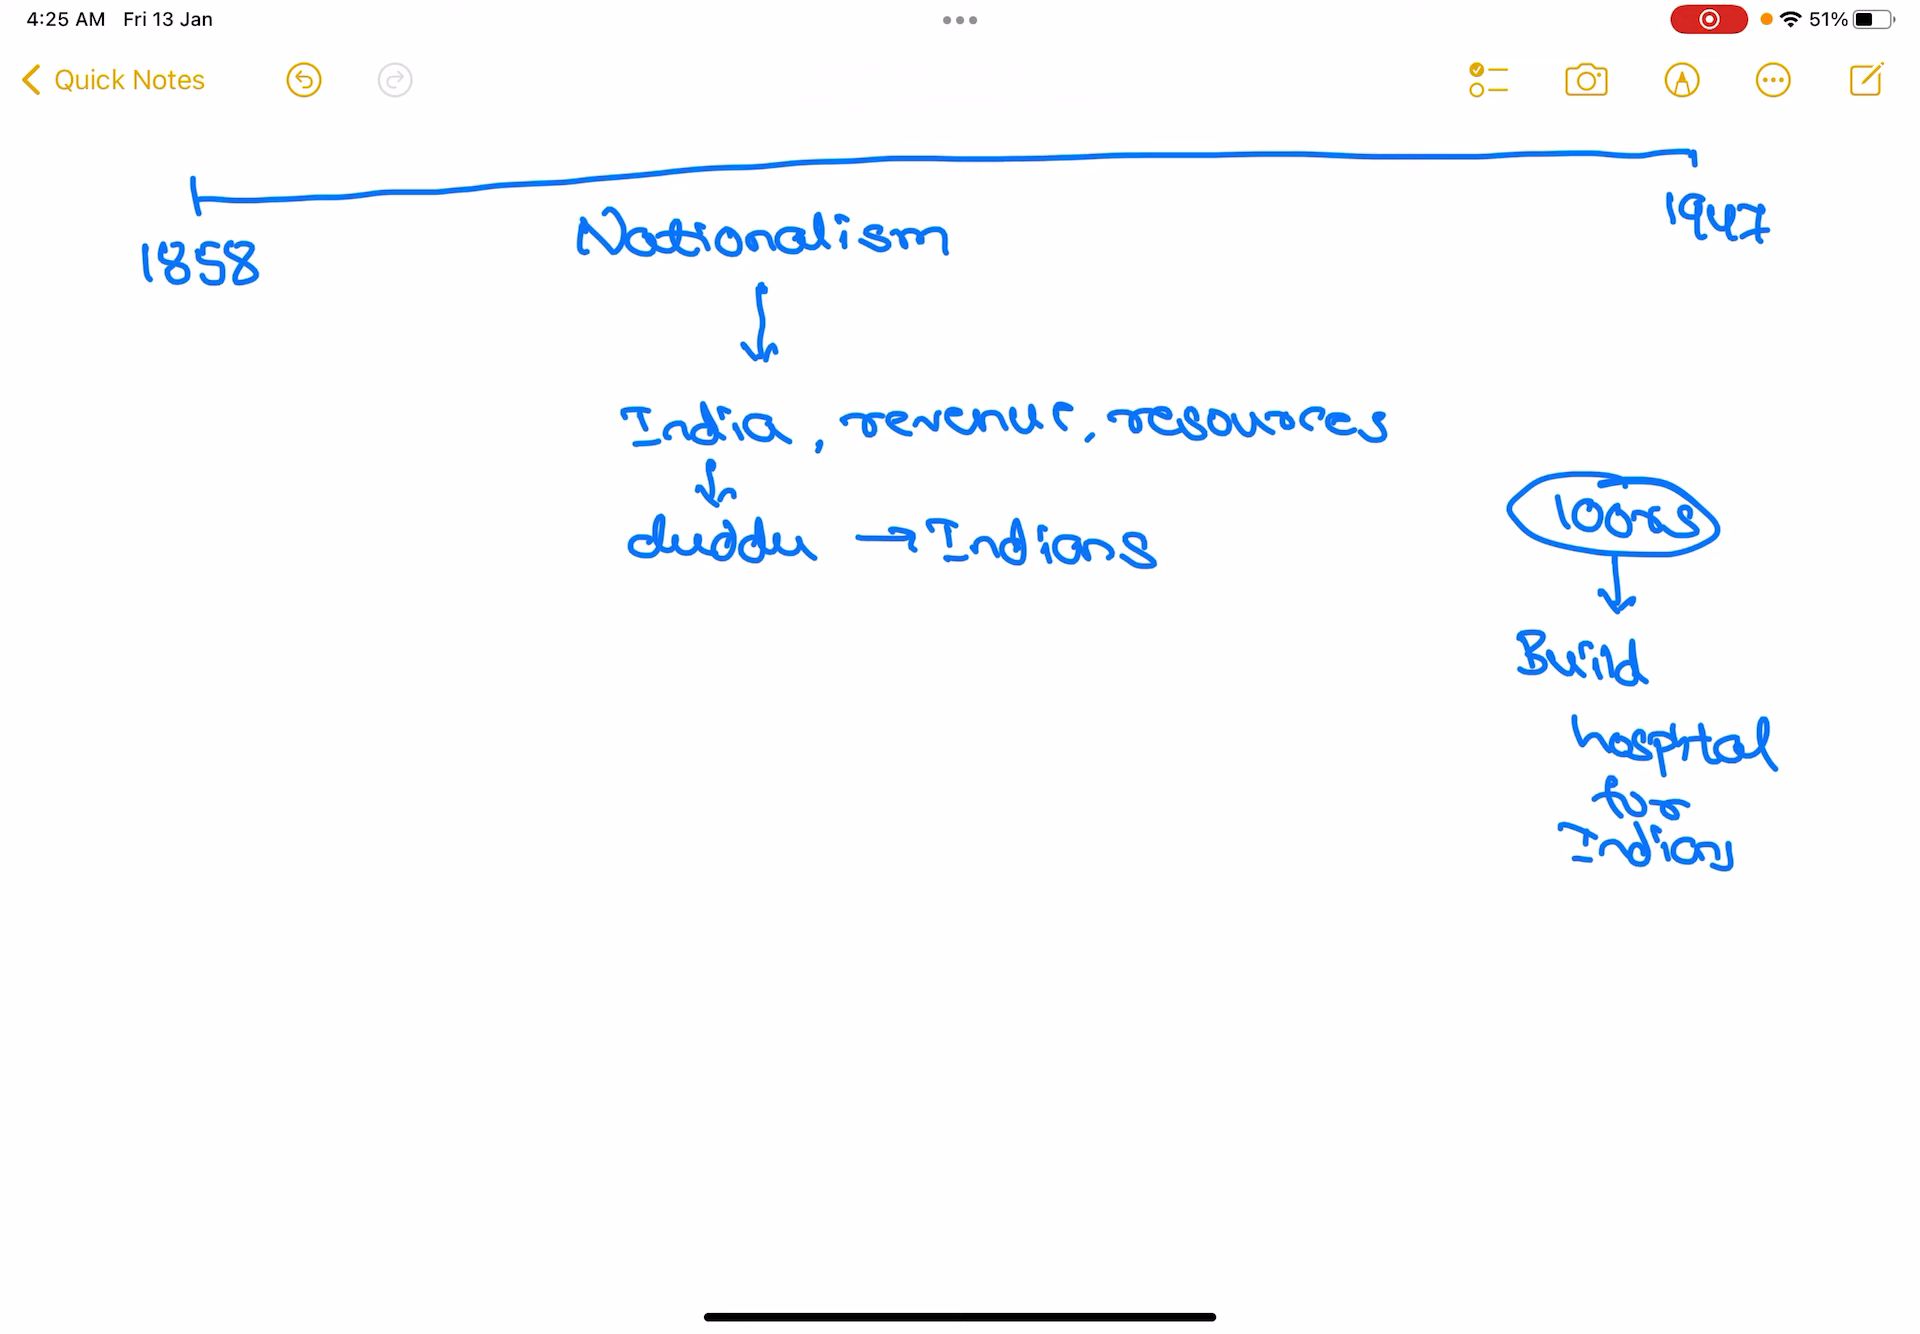 4:25 AM Fri 13 Jan
51%
Quick Notes
1858
Nationalism
1947
India, revenue, resources
duddu → Indians
100rs
Build
hospital
for
Indians